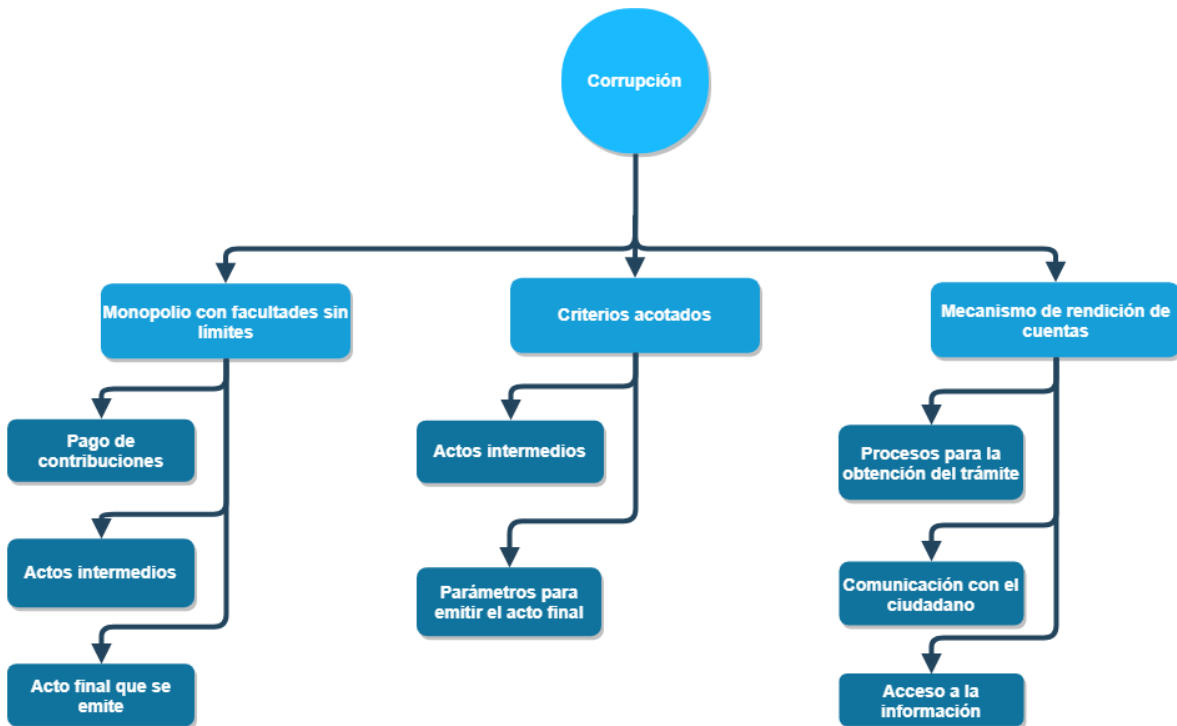 Corrupción
Monopolio con facultades sin
límites
Criterios acotados
Mecanismo de rendición de
cuentas
Pago de
contribuciones
Actos intermedios
Acto final que se
emite
Actos intermedios
Parámetros para
emitir el acto final
Procesos para la
obtención del trámite
Comunicación con el
ciudadano
Acceso a la
información